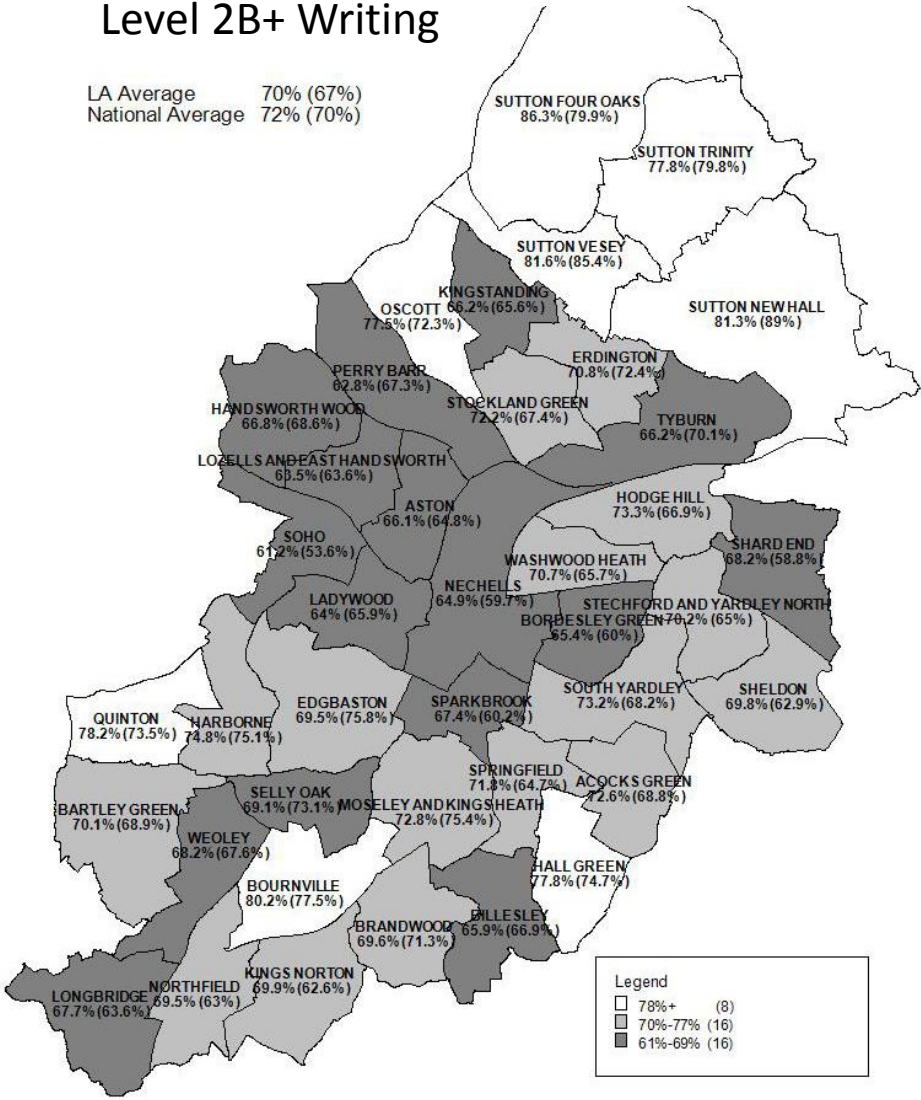 Level 2B+ Writing
LA Average 70% (67%)
National Average 72% (70%)
SUTTON FOUR OAKS
86.3% (79.9%)
SUTTON TRINITY
77.8% (79.8%)
SUTTON VESEY
81.6% (85.4%)
SUTTON NEW HALL
81.3% (89%)
KINGSTANDING
66.2% (65.6%)
OSCOTT
77.5% (72.3%)
ERDINGTON
70.8% (72.4%)
PERRY BARR
62.8% (67.3%)
STOCKLAND GREEN
72.2% (67.4%)
HANDSWORTH WOOD
66.8% (68.6%)
TYBURN
66.2% (70.1%)
LOZELLS AND EAST HANDSWORTH
63.5% (63.6%)
HODGE HILL
73.3% (66.9%)
ASTON
66.1% (64.8%)
SOHO
61.2% (53.6%)
SHARD END
68.2% (58.8%)
WASHWOOD HEATH
70.7% (65.7%)
NECHELLS
64.9% (59.7%)
LADYWOOD
64% (65.9%)
STECHFORD AND YARDLEY NORTH
70.2% (65%)
BORDESLEY GREEN
65.4% (60%)
SOUTH YARDLEY
73.2% (68.2%)
SHELDON
69.8% (62.9%)
EDGBASTON
69.5% (75.8%)
SPARKBROOK
67.4% (60.2%)
QUINTON
78.2% (73.5%)
HARBORNE
74.8% (75.1%)
SPRINGFIELD
71.8% (64.7%)
ACOCKS GREEN
72.6% (68.8%)
SELLY OAK
69.1% (73.1%)
MOSELEY AND KINGS HEATH
72.8% (75.4%)
BARTLEY GREEN
70.1% (68.9%)
WEOLEY
68.2% (67.6%)
HALL GREEN
77.8% (74.7%)
BOURNVILLE
80.2% (77.5%)
BILLESLEY
65.9% (66.9%)
BRANDWOOD
69.6% (71.3%)
KINGS NORTON
69.9% (62.6%)
NORTHFIELD
69.5% (63%)
LONGBRIDGE
67.7% (63.6%)
Legend
78%+ (8)
70%-77% (16)
61%-69% (16)